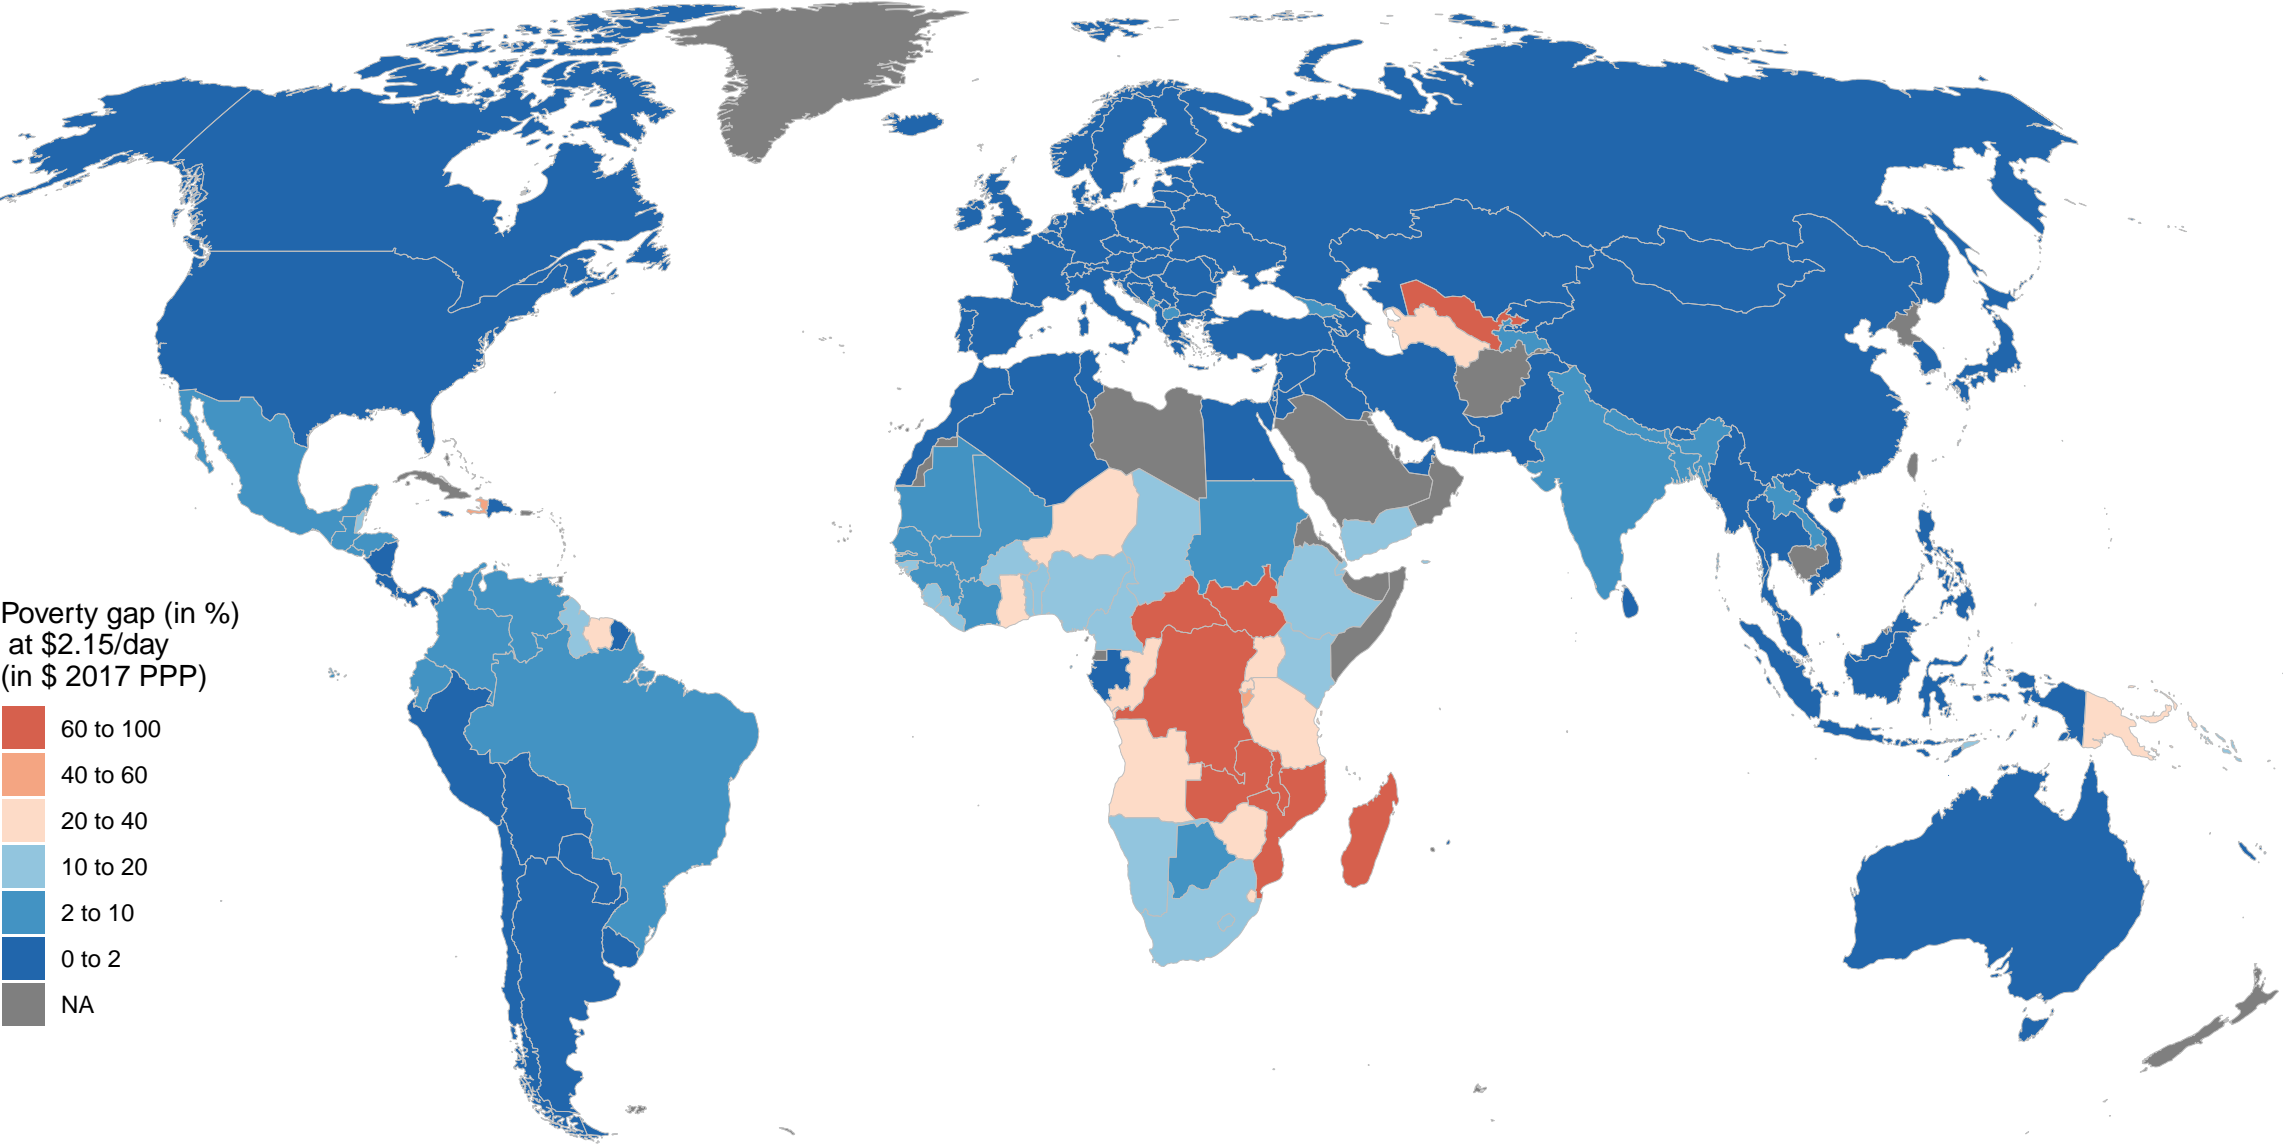 Poverty gap (in %)
at $2.15/day
(in $ 2017 PPP)
60 to 100
40 to 60
20 to 40
10 to 20
2 to 10
0 to 2
NA